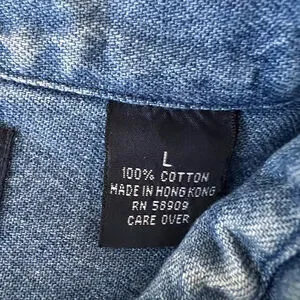 L
100% COTTON
MADE IN HONG KONG
RN 58909
CARE OVER